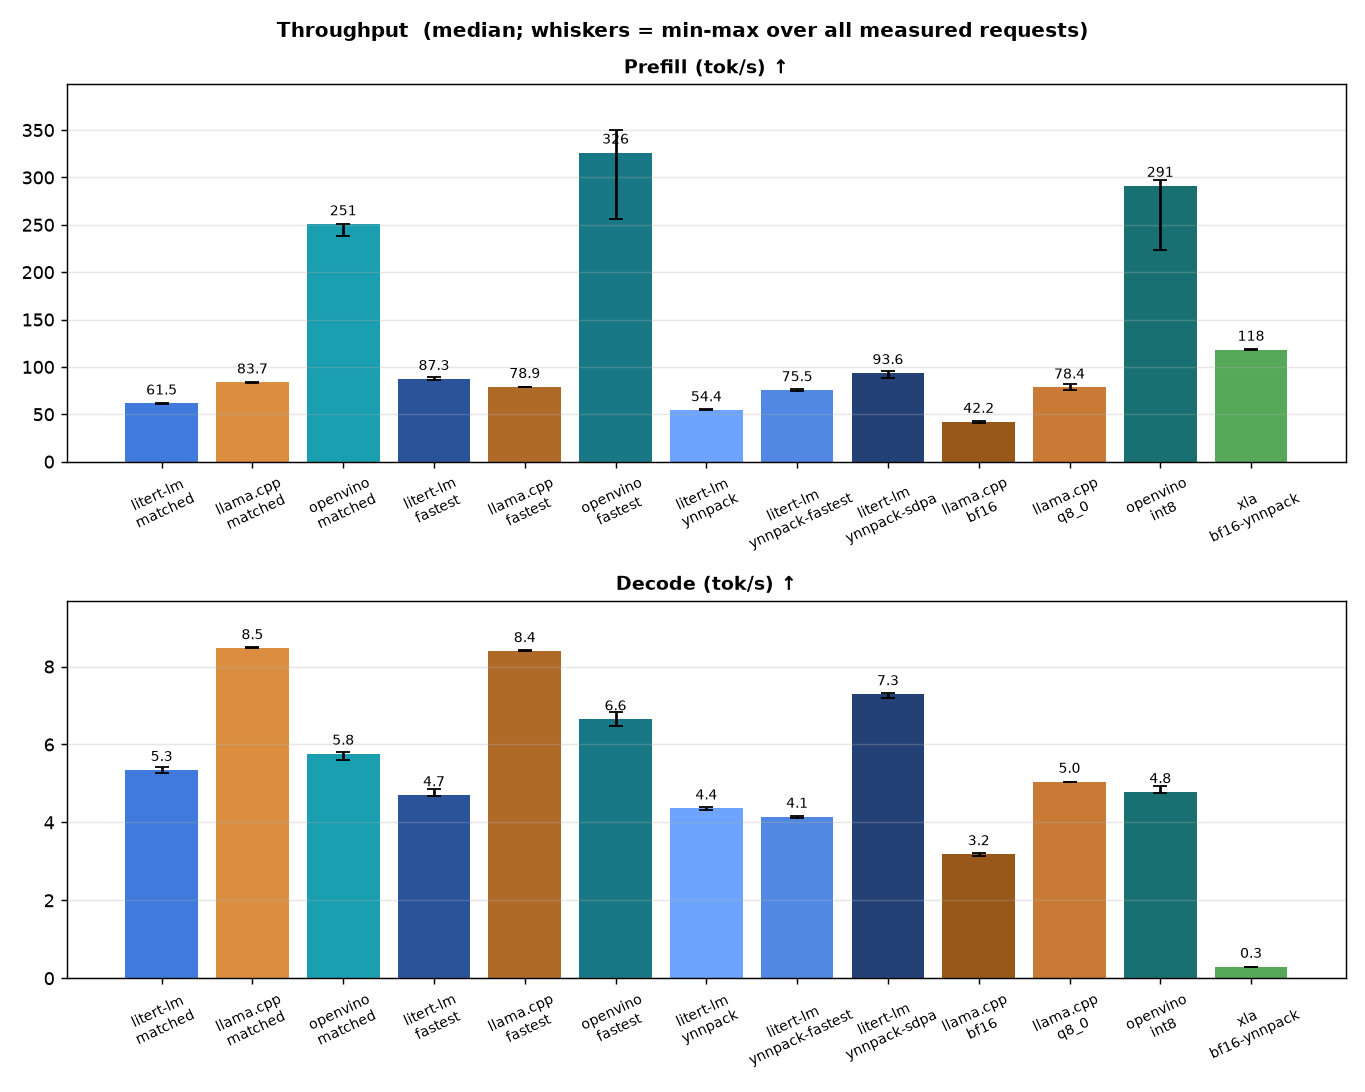 Throughput  (median; whiskers = min-max over all measured requests)
Prefill (tok/s) ↑
350
300
250
200
150
100
50
0
61.5
83.7
251
87.3
78.9
326
54.4
75.5
93.6
42.2
78.4
291
118
litert-lm
matched
llama.cpp
matched
openvino
matched
litert-lm
fastest
llama.cpp
fastest
openvino
fastest
litert-lm
ynnpack
litert-lm
ynnpack-fastest
litert-lm
ynnpack-sdpa
llama.cpp
bf16
llama.cpp
q8_0
openvino
int8
xla
bf16-ynnpack
Decode (tok/s) ↑
8
6
4
2
0
5.3
8.5
5.8
4.7
8.4
6.6
4.4
4.1
7.3
3.2
5.0
4.8
0.3
litert-lm
matched
llama.cpp
matched
openvino
matched
litert-lm
fastest
llama.cpp
fastest
openvino
fastest
litert-lm
ynnpack
litert-lm
ynnpack-fastest
litert-lm
ynnpack-sdpa
llama.cpp
bf16
llama.cpp
q8_0
openvino
int8
xla
bf16-ynnpack